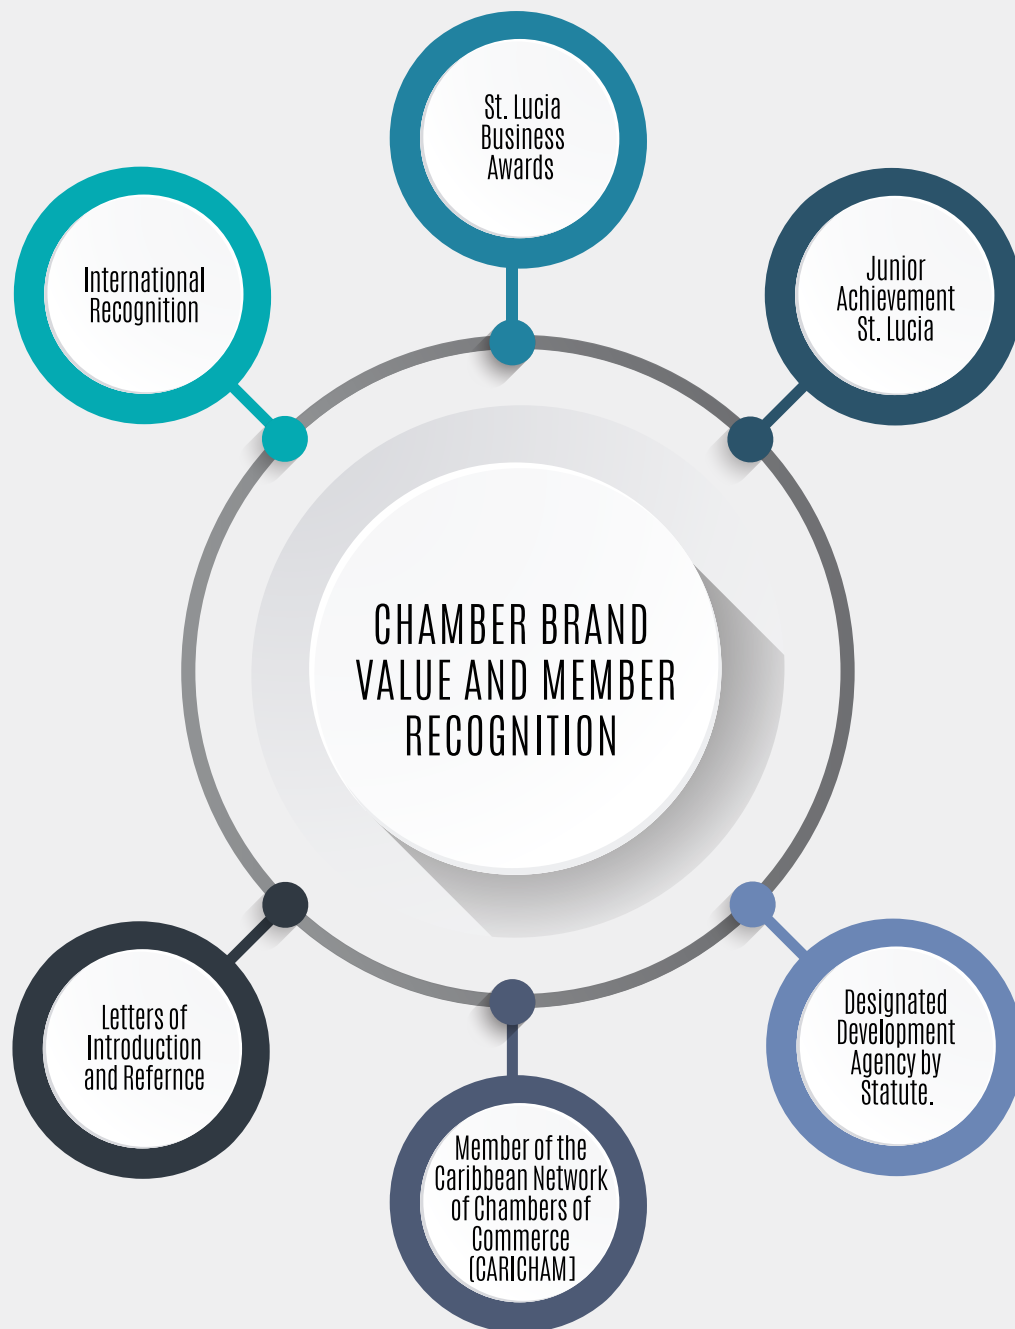 St. Lucia
Business
Awards
International
Recognition
Junior
Achievement
St. Lucia
CHAMBER BRAND
VALUE AND MEMBER
RECOGNITION
Letters of
Introduction
and Refernce
Designated
Development
Agency by
Statute.
Member of the
Caribbean Network
of Chambers of
Commerce
(CARICHAM]